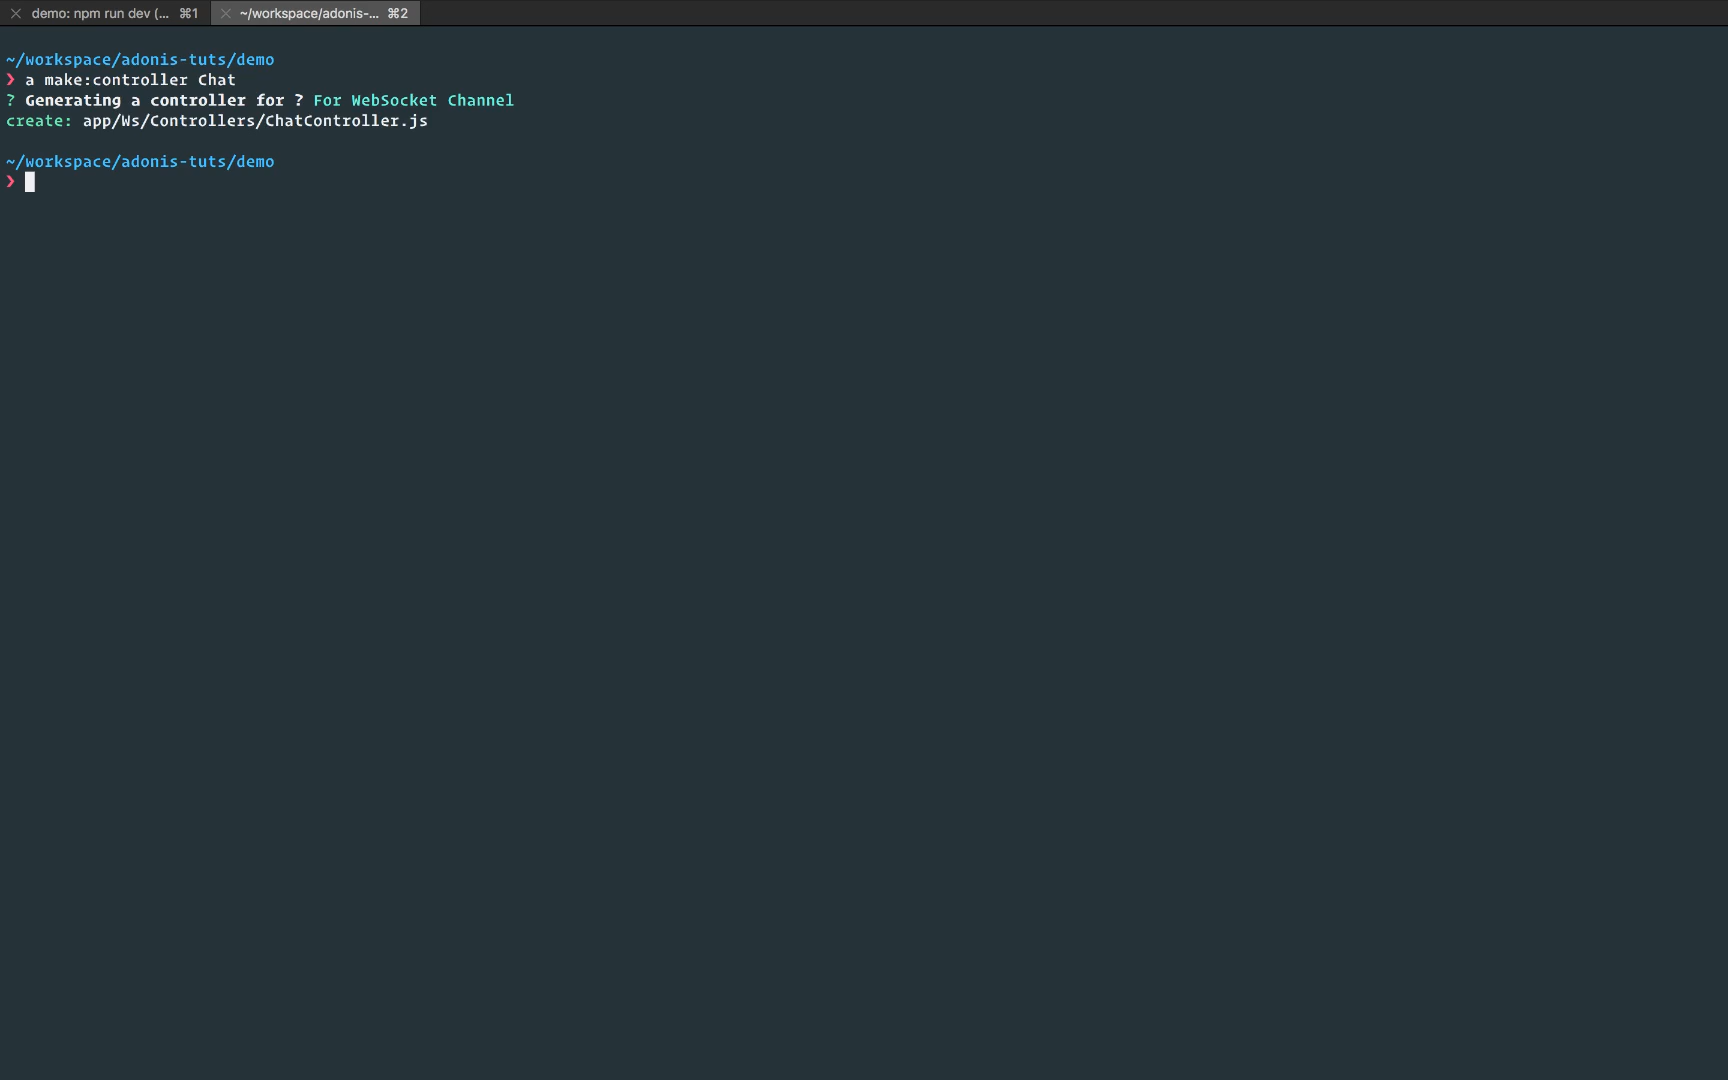 demo: npm run dev (... ⌘1
~/workspace/adonis-... ⌘2
~/workspace/adonis-tuts/demo
❯ a make:controller Chat
? Generating a controller for ? For WebSocket Channel
create: app/Ws/Controllers/ChatController.js
~/workspace/adonis-tuts/demo
❯